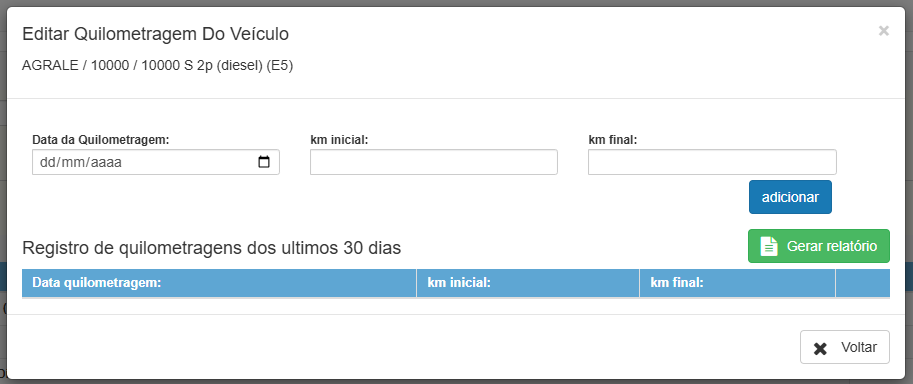 Editar Quilometragem Do Veículo
×
AGRALE / 10000 / 10000 S 2p (diesel) (E5)
Data da Quilometragem: km inicial: km final:
dd/mm/aaaa
adicionar
Registro de quilometragens dos ultimos 30 dias
Gerar relatório
Data quilometragem: km inicial: km final:
Voltar